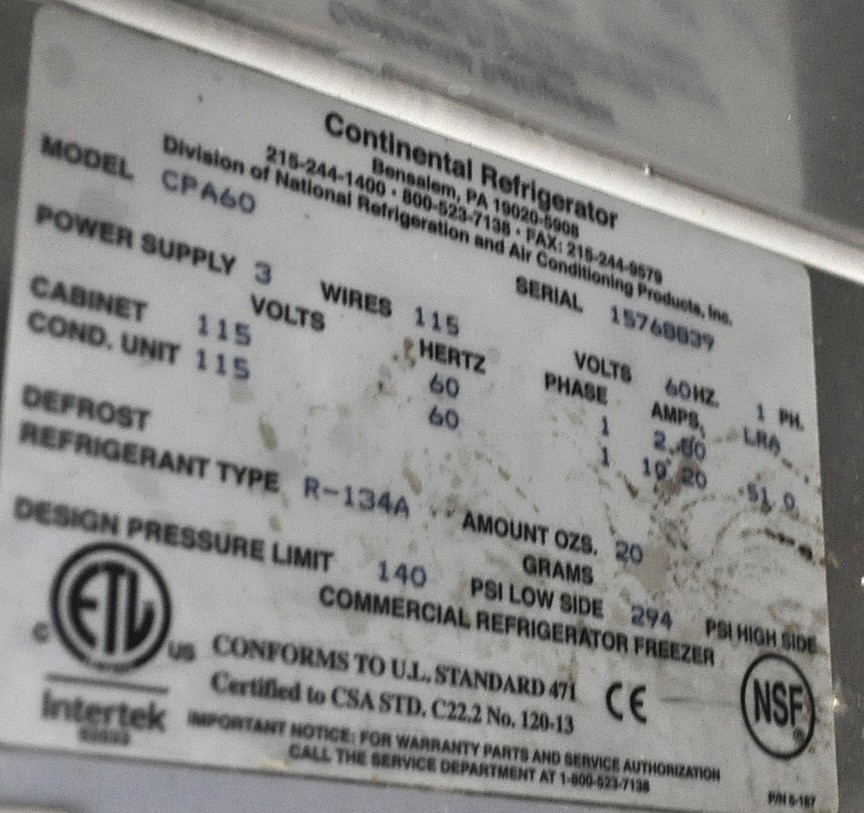 Continental Refrigerator
Bensalem, PA 19020-5908
215-244-1400 · 800-523-7138 · FAX: 215-244-9579
Division of National Refrigeration and Air Conditioning Products, Inc.
MODEL CPA60 SERIAL 15768839
POWER SUPPLY 3 WIRES 115 VOLTS 60 HZ. 1 PH.
VOLTS HERTZ PHASE AMPS. LRA
CABINET 115 60 1 2.80
COND. UNIT 115 60 1 10.20 51.0
DEFROST
REFRIGERANT TYPE R-134A AMOUNT OZS. 20
GRAMS
DESIGN PRESSURE LIMIT 140 PSI LOW SIDE 294 PSI HIGH SIDE
COMMERCIAL REFRIGERATOR FREEZER
C ETL US
Intertek
CONFORMS TO U.L. STANDARD 471
Certified to CSA STD. C22.2 No. 120-13
CE
NSF®
IMPORTANT NOTICE: FOR WARRANTY PARTS AND SERVICE AUTHORIZATION
CALL THE SERVICE DEPARTMENT AT 1-800-523-7138
P/N 5-187